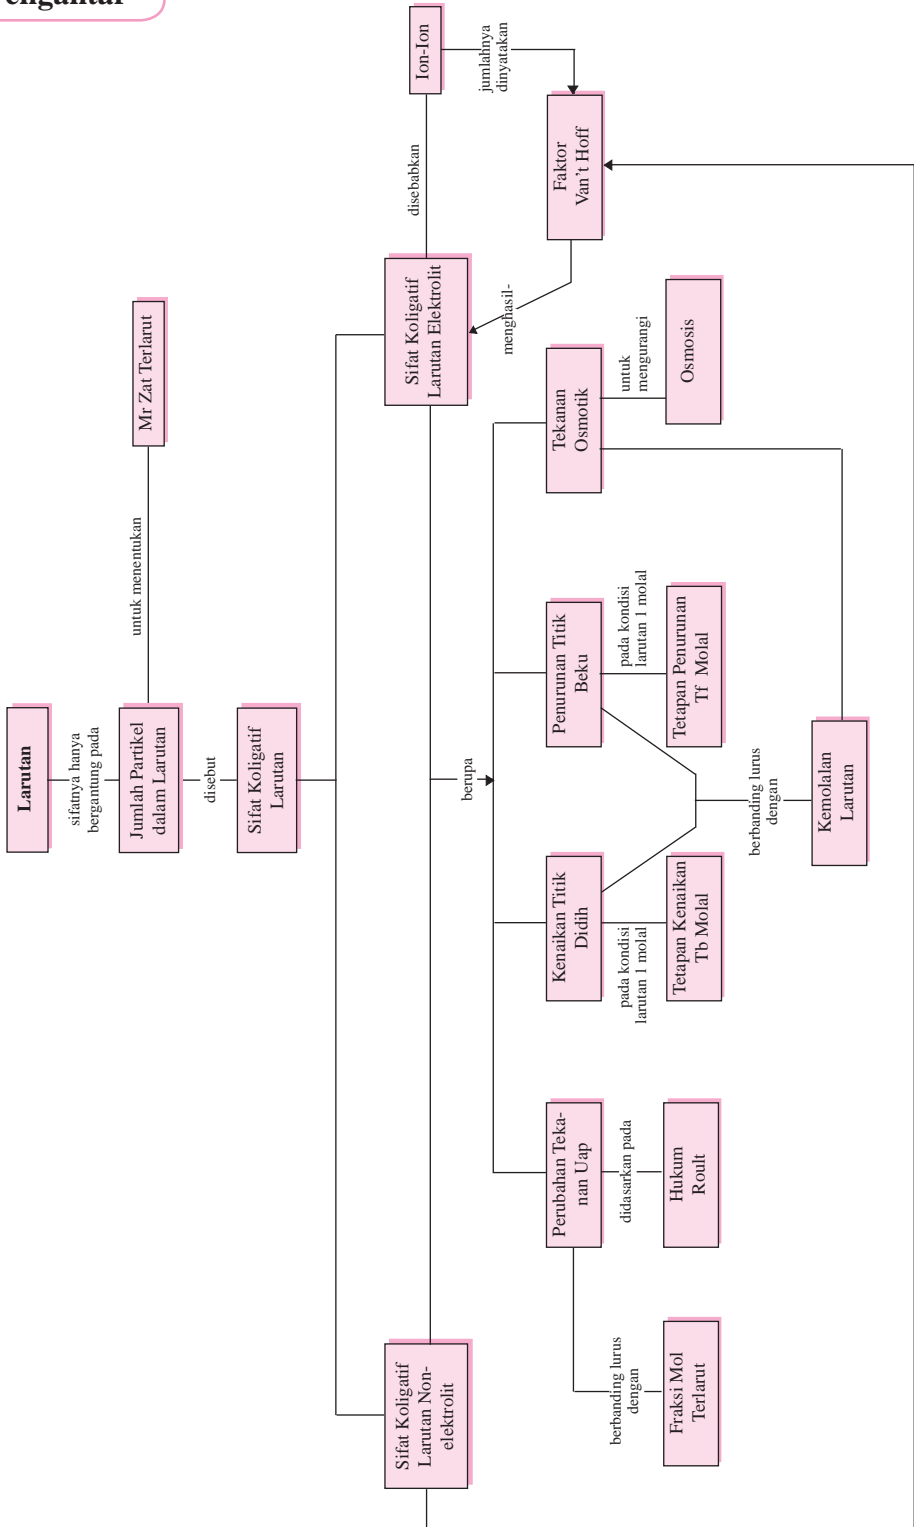 engantar
Larutan
sifatnya hanya
bergantung pada
Jumlah Partikel
dalam Larutan
untuk menentukan
Mr Zat Terlarut
disebut
Sifat Koligatif
Larutan
Sifat Koligatif
Larutan Non-
elektrolit
Sifat Koligatif
Larutan Elektrolit
disebabkan
Ion-Ion
jumlahnya
dinyatakan
Faktor
Van't Hoff
menghasil-
berupa
Perubahan Teka-
nan Uap
Kenaikan Titik
Didih
Penurunan Titik
Beku
Tekanan
Osmotik
berbanding lurus
dengan
didasarkan pada
pada kondisi
larutan 1 molal
pada kondisi
larutan 1 molal
untuk
mengurangi
Fraksi Mol
Terlarut
Hukum
Roult
Tetapan Kenaikan
Tb Molal
Tetapan Penurunan
Tf Molal
Osmosis
berbanding lurus
dengan
Kemolalan
Larutan